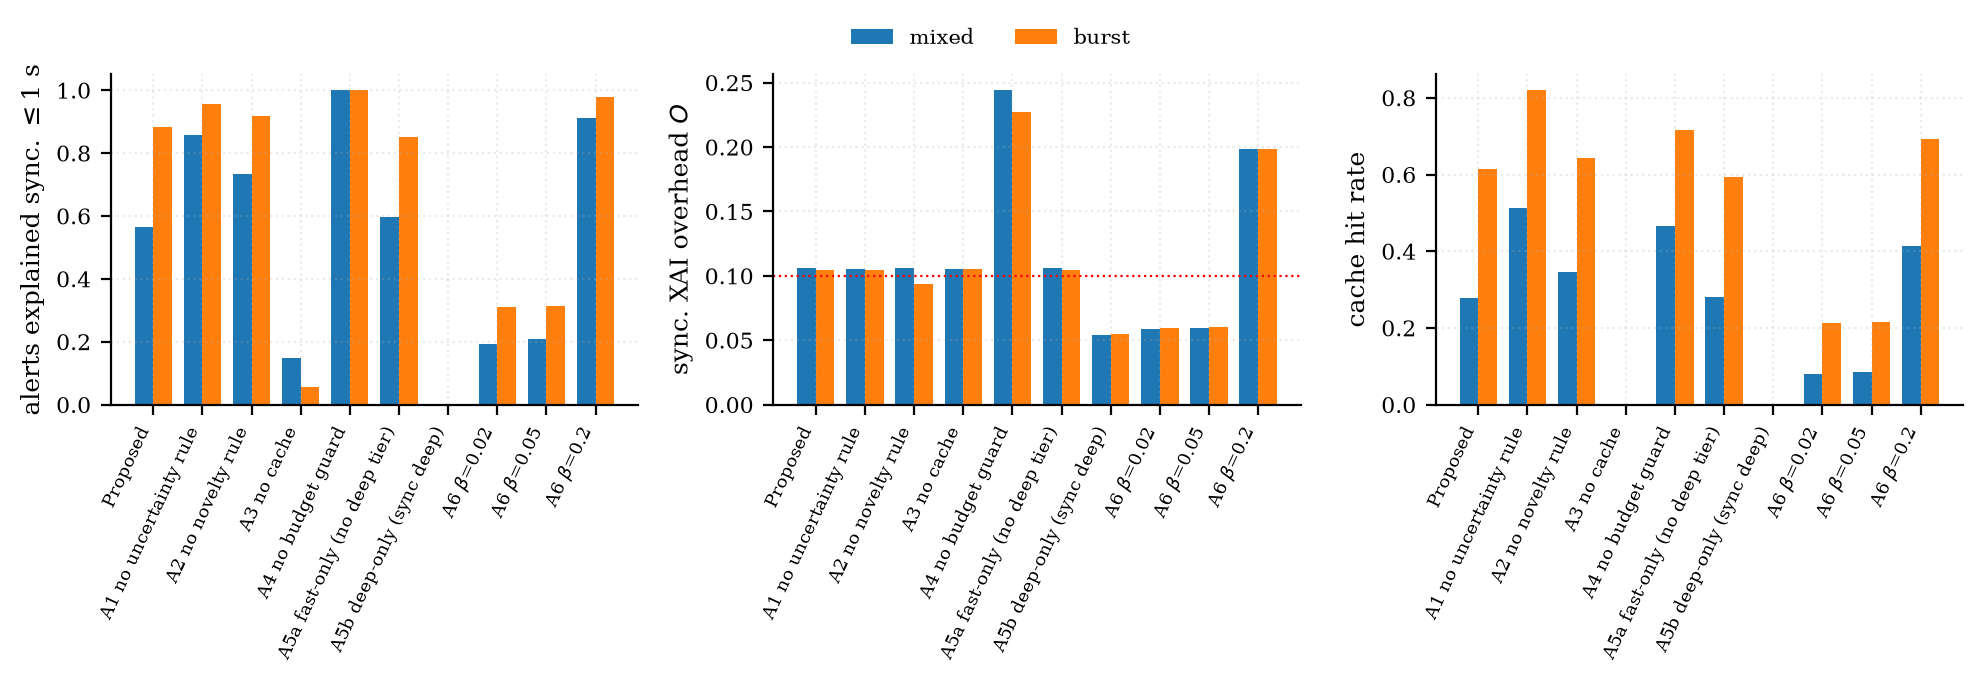 mixed
burst
alerts explained sync. ≤ 1 s
1.0
0.8
0.6
0.4
0.2
0.0
Proposed
A1 no uncertainty rule
A2 no novelty rule
A3 no cache
A4 no budget guard
A5a fast-only (no deep tier)
A5b deep-only (sync deep)
A6 β=0.02
A6 β=0.05
A6 β=0.2
sync. XAI overhead O
0.25
0.20
0.15
0.10
0.05
0.00
Proposed
A1 no uncertainty rule
A2 no novelty rule
A3 no cache
A4 no budget guard
A5a fast-only (no deep tier)
A5b deep-only (sync deep)
A6 β=0.02
A6 β=0.05
A6 β=0.2
cache hit rate
0.8
0.6
0.4
0.2
0.0
Proposed
A1 no uncertainty rule
A2 no novelty rule
A3 no cache
A4 no budget guard
A5a fast-only (no deep tier)
A5b deep-only (sync deep)
A6 β=0.02
A6 β=0.05
A6 β=0.2